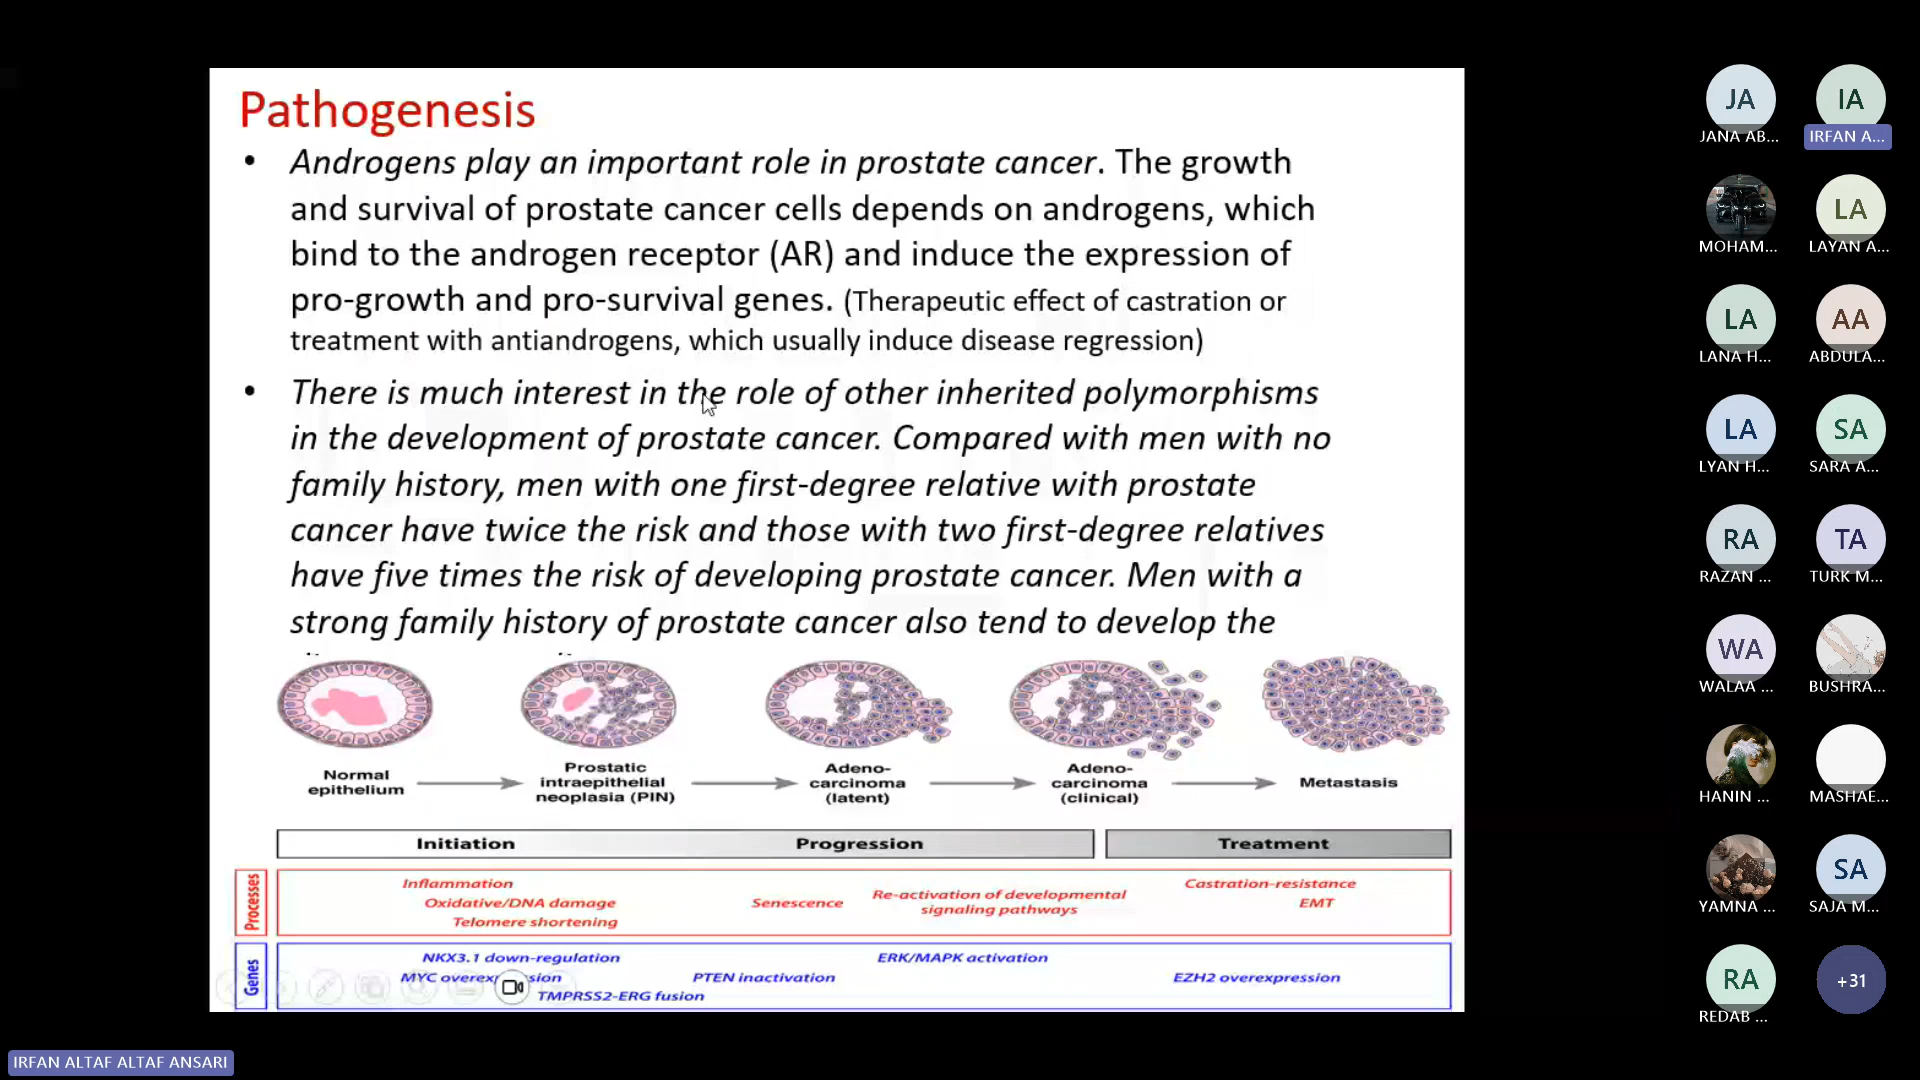 Pathogenesis
• Androgens play an important role in prostate cancer. The growth
and survival of prostate cancer cells depends on androgens, which
bind to the androgen receptor (AR) and induce the expression of
pro-growth and pro-survival genes. (Therapeutic effect of castration or
treatment with antiandrogens, which usually induce disease regression)
• There is much interest in the role of other inherited polymorphisms
in the development of prostate cancer. Compared with men with no
family history, men with one first-degree relative with prostate
cancer have twice the risk and those with two first-degree relatives
have five times the risk of developing prostate cancer. Men with a
strong family history of prostate cancer also tend to develop the
Normal
epithelium
Prostatic
intraepithelial
neoplasia (PIN)
Adeno-
carcinoma
(latent)
Adeno-
carcinoma
(clinical)
Metastasis
Initiation
Progression
Treatment
Processes
Inflammation
Oxidative/DNA damage
Telomere shortening
Senescence
Re-activation of developmental
signaling pathways
Castration-resistance
EMT
Genes
NKX3.1 down-regulation
MYC overexpression
TMPRSS2-ERG fusion
PTEN inactivation
ERK/MAPK activation
EZH2 overexpression
JA
JANA AB...
IA
IRFAN A...
MOHAM...
LA
LAYAN A...
LA
LANA H...
AA
ABDULA...
LA
LYAN H...
SA
SARA A...
RA
RAZAN ...
TA
TURK M...
WA
WALAA ...
BUSHRA...
HANIN ...
MASHAE...
YAMNA ...
SA
SAJA M...
RA
REDAB ...
+31
IRFAN ALTAF ALTAF ANSARI